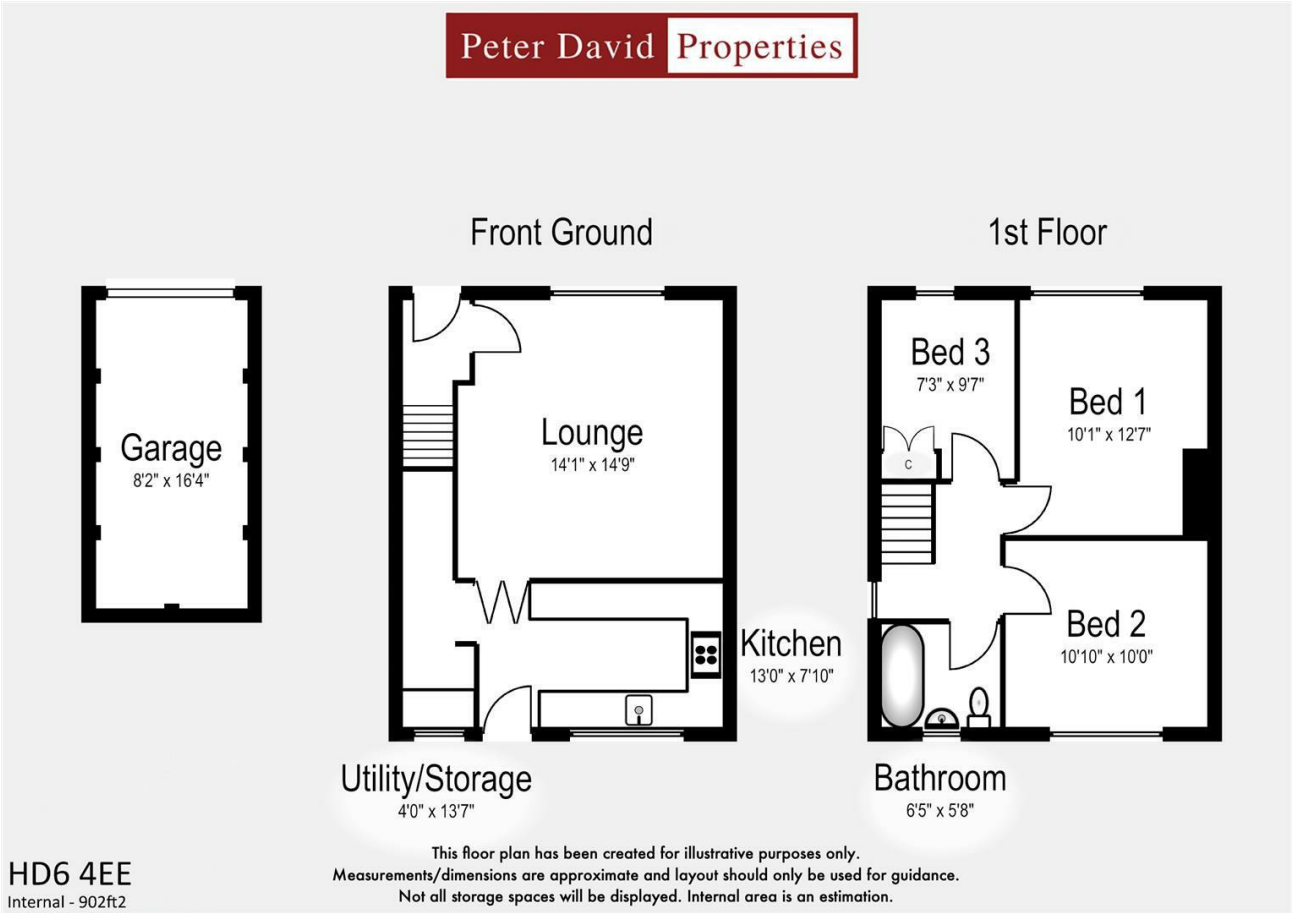 Peter David Properties
Front Ground
1st Floor
Garage
8'2" x 16'4"
Lounge
14'1" x 14'9"
Kitchen
13'0" x 7'10"
Utility/Storage
4'0" x 13'7"
Bed 3
7'3" x 9'7"
C
Bed 1
10'1" x 12'7"
Bed 2
10'10" x 10'0"
Bathroom
6'5" x 5'8"
HD6 4EE
Internal - 902ft2
This floor plan has been created for illustrative purposes only.
Measurements/dimensions are approximate and layout should only be used for guidance.
Not all storage spaces will be displayed. Internal area is an estimation.